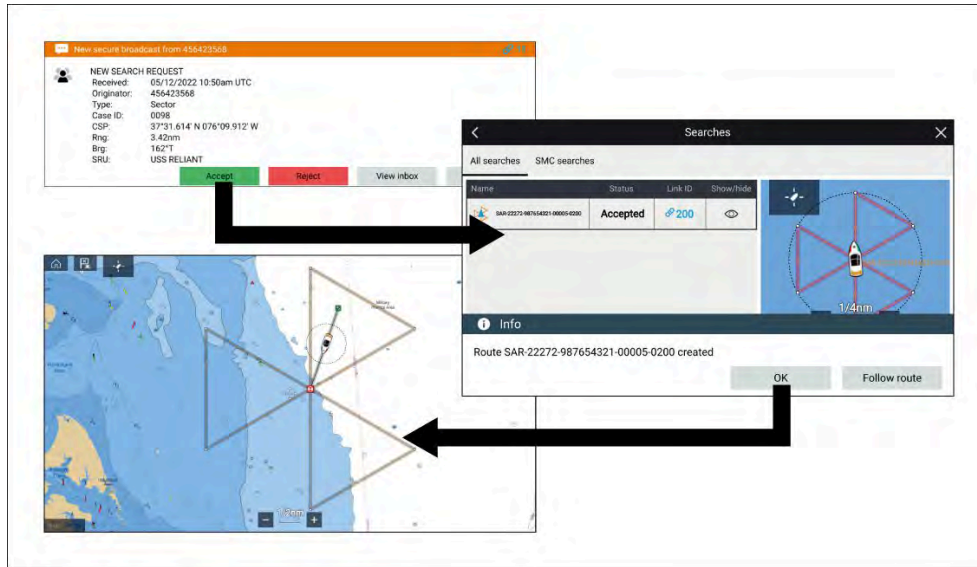 New secure broadcast from 456423568
NEW SEARCH REQUEST
Received: 05/12/2022 10:50am UTC
Originator: 456423568
Type: Sector
Case ID: 0098
CSP: 37°31.614' N 076°09.912' W
Rng: 3.42nm
Brg: 162°T
SRU: USS RELIANT
Accept Reject View inbox
Searches
All searches SMC searches
Name Status Link ID Show/hide
SAR-22272-987654321-00005-0200 Accepted 200
1/4nm
Info
Route SAR-22272-987654321-00005-0200 created
OK Follow route